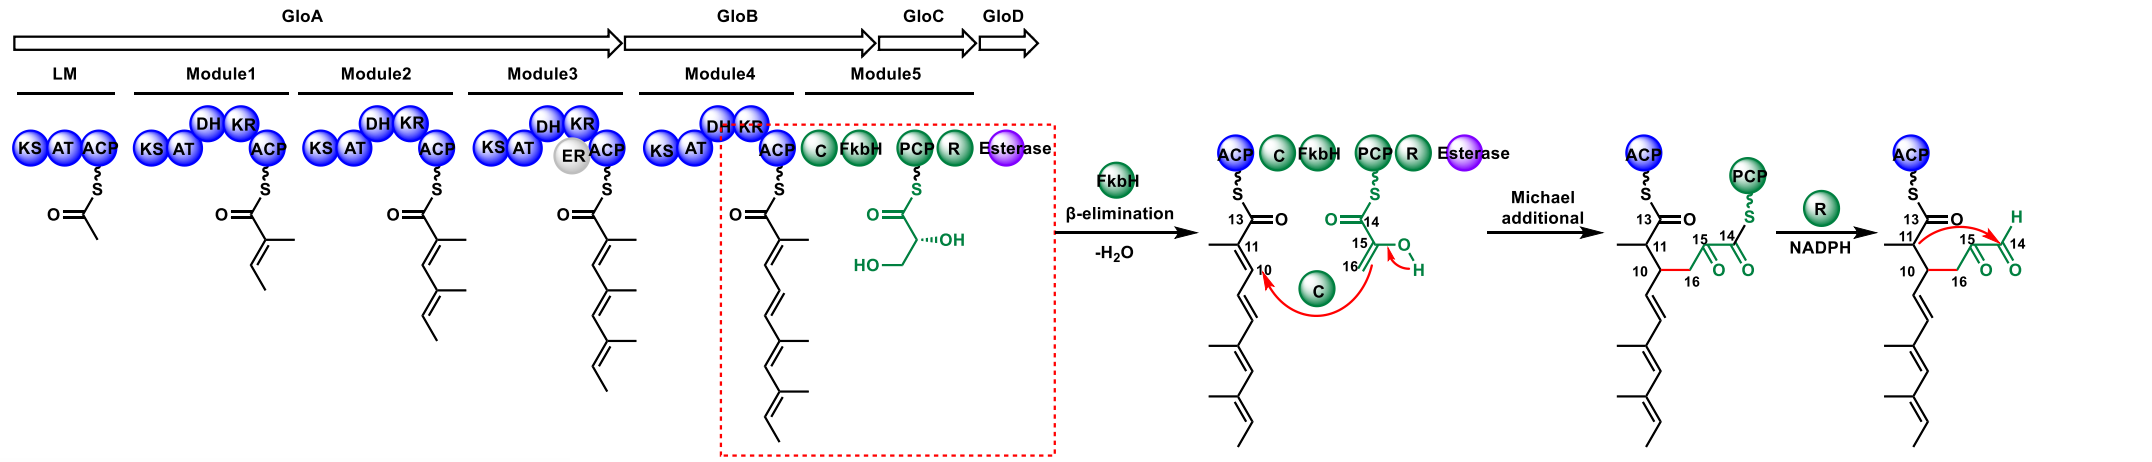 GloA GloB GloC GloD
LM Module1 Module2 Module3 Module4 Module5
DH KR DH KR DH KR DH KR
KS AT ACP KS AT ACP KS AT ACP KS AT ER ACP KS AT ACP C FkbH PCP R Esterase
S S S S S S
O O O O O O
OH
HO
FkbH
β-elimination
-H2O
ACP C FkbH PCP R Esterase
S S
13 O O 14
11 15 O
10 16 H
C
Michael
additional
ACP PCP
S S
13 O
11 15 14
10 O O
16
R
NADPH
ACP
S H
13 O
11 15 14
10 O O
16